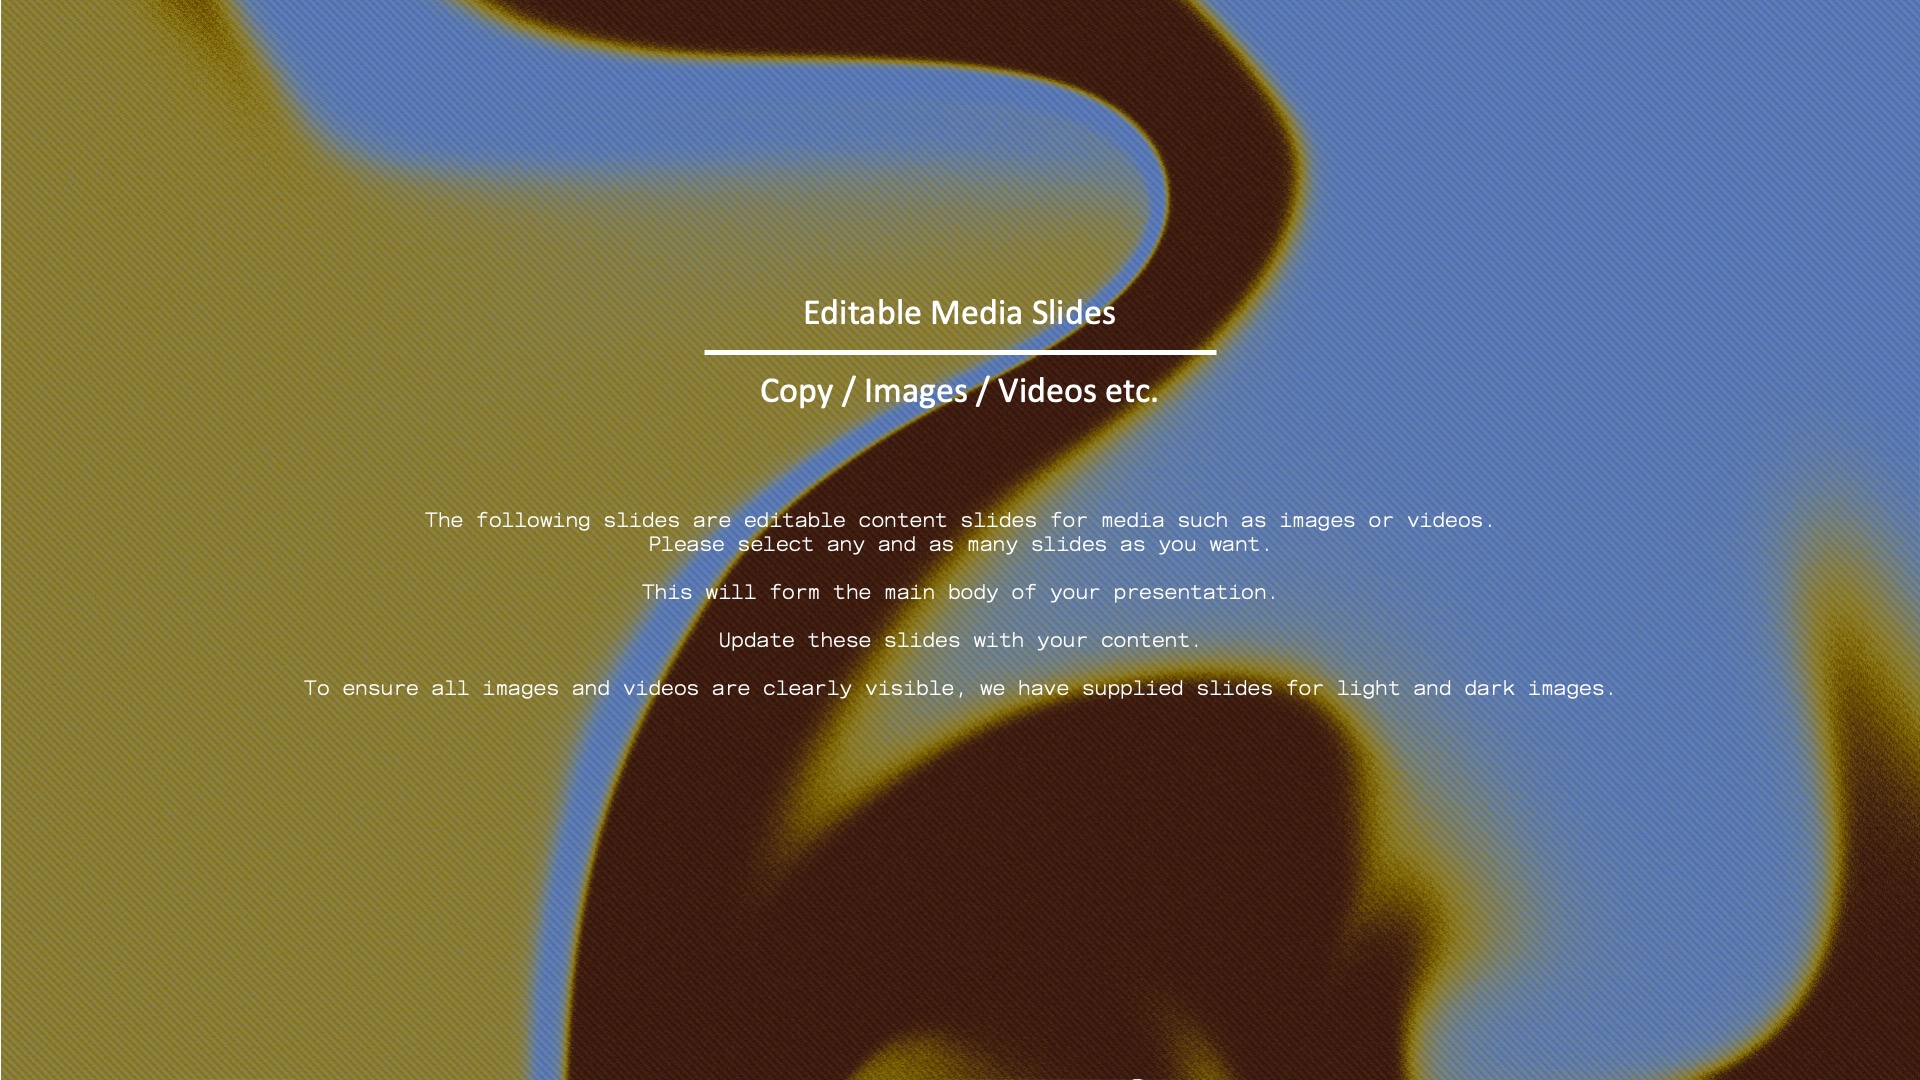 Editable Media Slides
Copy / Images / Videos etc.
The following slides are editable content slides for media such as images or videos.
Please select any and as many slides as you want.
This will form the main body of your presentation.
Update these slides with your content.
To ensure all images and videos are clearly visible, we have supplied slides for light and dark images.